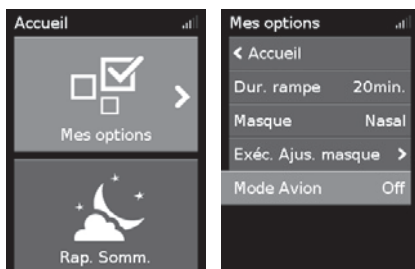 Accueil
Mes options
Rap. Somm.
Mes options
< Accueil
Dur. rampe 20min.
Masque Nasal
Exéc. Ajus. masque >
Mode Avion Off